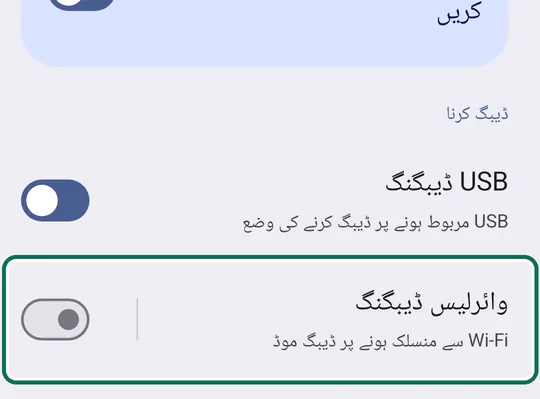 کریں
ڈیبگ کرنا
USB ڈیبگنگ
USB مربوط ہونے پر ڈیبگ کرنے کی وضع
وائرلیس ڈیبگنگ
Wi-Fi سے منسلک ہونے پر ڈیبگ موڈ